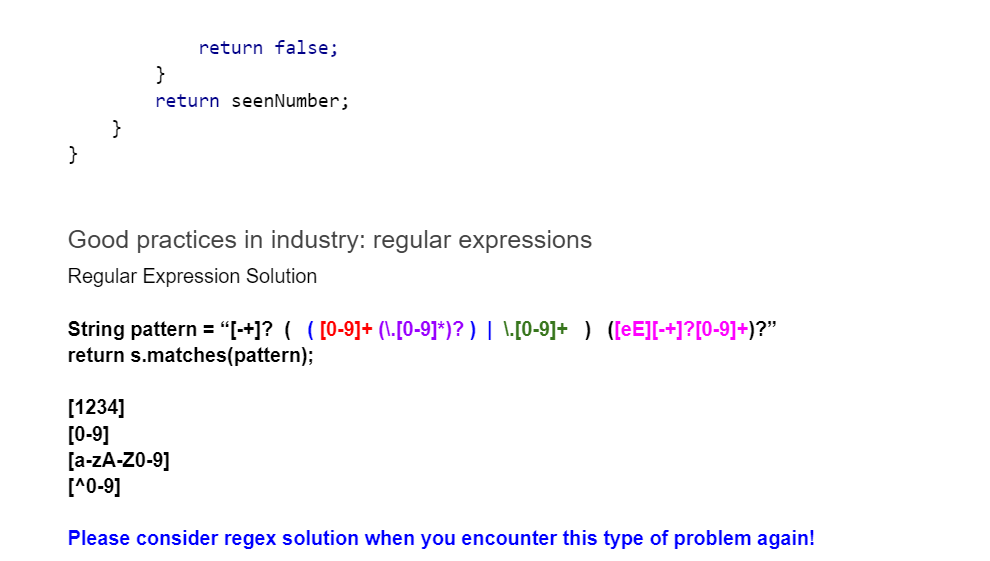 return false;
}
return seenNumber;
}
}
Good practices in industry: regular expressions
Regular Expression Solution
String pattern = “[-+]? ( ( [0-9]+ (\.[0-9]*)? ) | \.[0-9]+ ) ([eE][-+]?[0-9]+)?”
return s.matches(pattern);
[1234]
[0-9]
[a-zA-Z0-9]
[^0-9]
Please consider regex solution when you encounter this type of problem again!